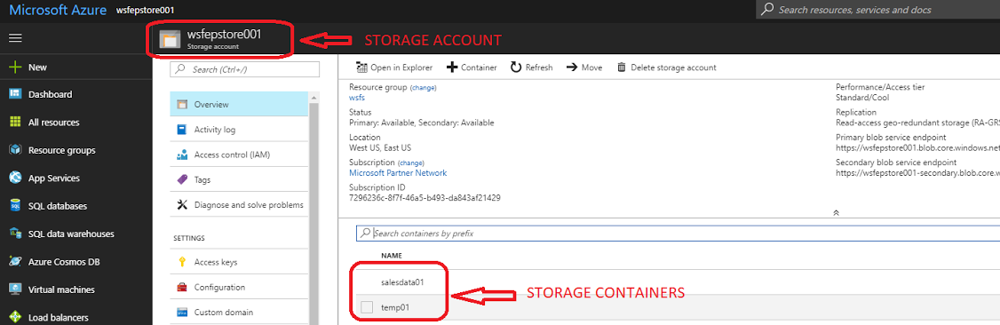 Microsoft Azure wsfepstore001
Search resources, services and docs
wsfepstore001
Storage account
STORAGE ACCOUNT
New
Dashboard
All resources
Resource groups
App Services
SQL databases
SQL data warehouses
Azure Cosmos DB
Virtual machines
Load balancers
Search (Ctrl+/)
Overview
Activity log
Access control (IAM)
Tags
Diagnose and solve problems
SETTINGS
Access keys
Configuration
Custom domain
Open in Explorer Container Refresh Move Delete storage account
Resource group (change)
wsfs
Status
Primary: Available, Secondary: Available
Location
West US, East US
Subscription (change)
Microsoft Partner Network
Subscription ID
7296236c-8f7f-46a5-b493-da843af21429
Performance/Access tier
Standard/Cool
Replication
Read-access geo-redundant storage (RA-GRS
Primary blob service endpoint
https://wsfepstore001.blob.core.windows.net
Secondary blob service endpoint
https://wsfepstore001-secondary.blob.core.w
Search containers by prefix
NAME
salesdata01
temp01
STORAGE CONTAINERS